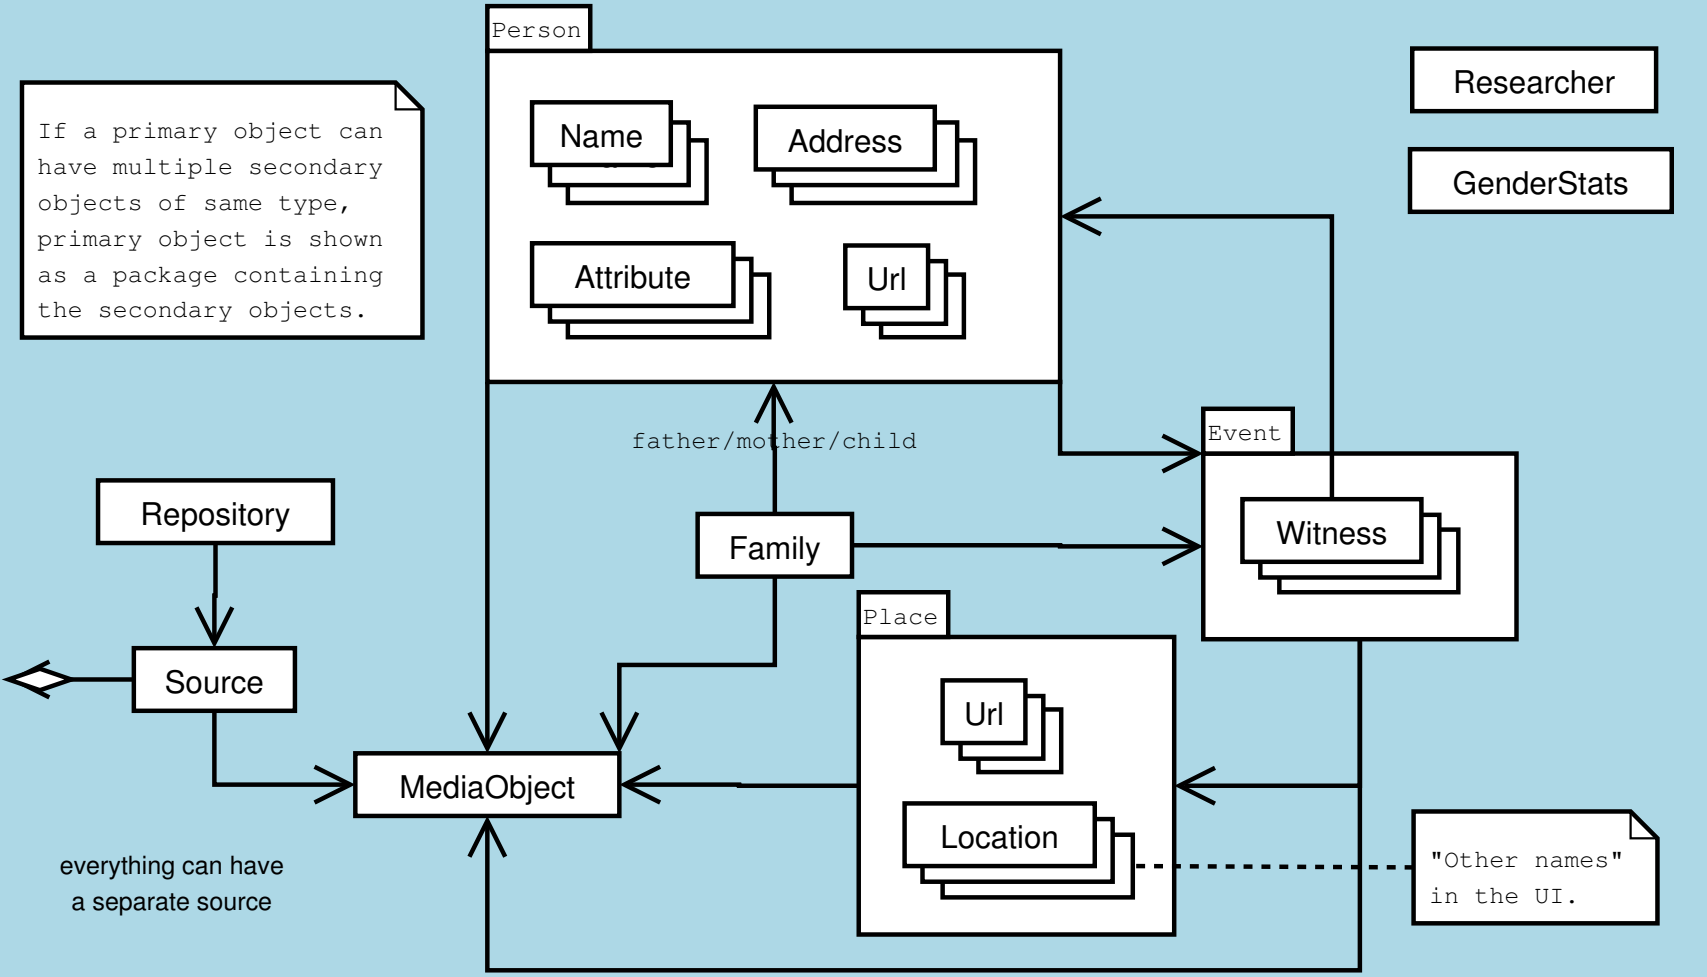 Person
Researcher
If a primary object can
have multiple secondary
objects of same type,
primary object is shown
as a package containing
the secondary objects.
Name
Address
GenderStats
Attribute
Url
father/mother/child
Event
Repository
Family
Witness
Place
Source
Url
MediaObject
Location
everything can have
a separate source
"Other names"
in the UI.